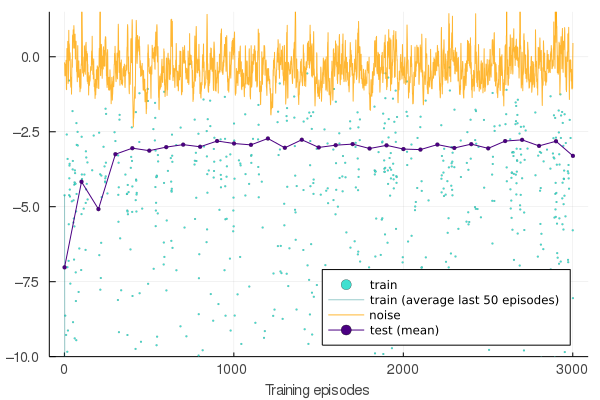 0.0
−2.5
−5.0
−7.5
−10.0
0
1000
2000
3000
Training episodes
train
train (average last 50 episodes)
noise
test (mean)